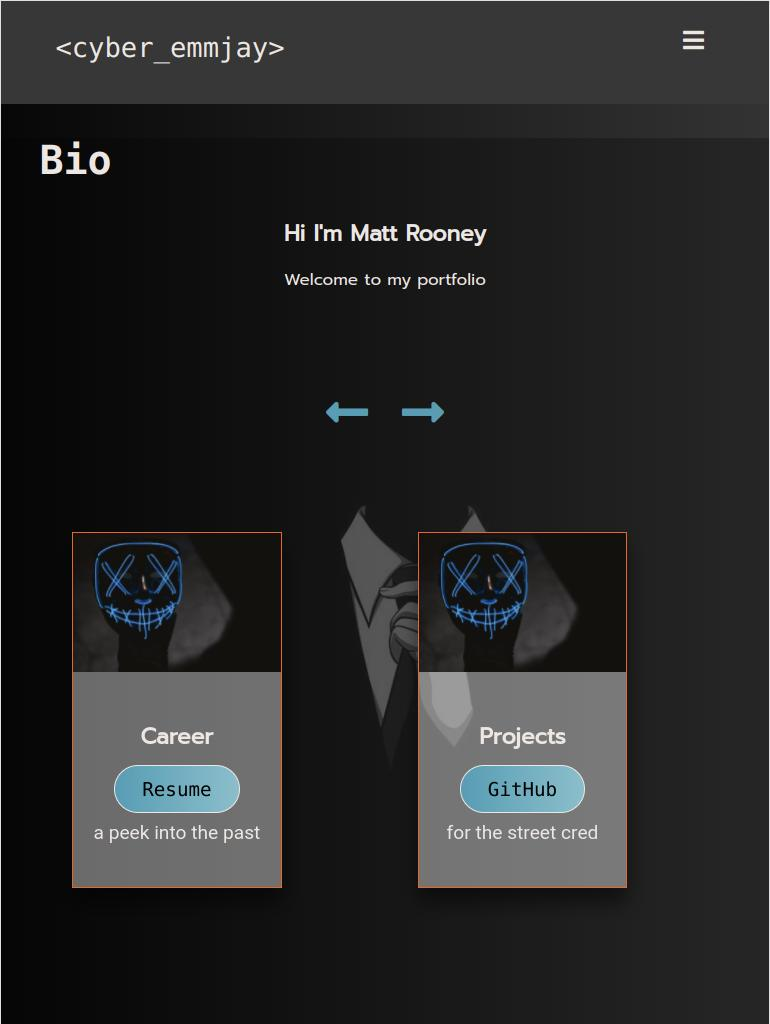 <cyber_emmjay>
Bio
Hi I'm Matt Rooney
Welcome to my portfolio
Career
Resume
a peek into the past
Projects
GitHub
for the street cred